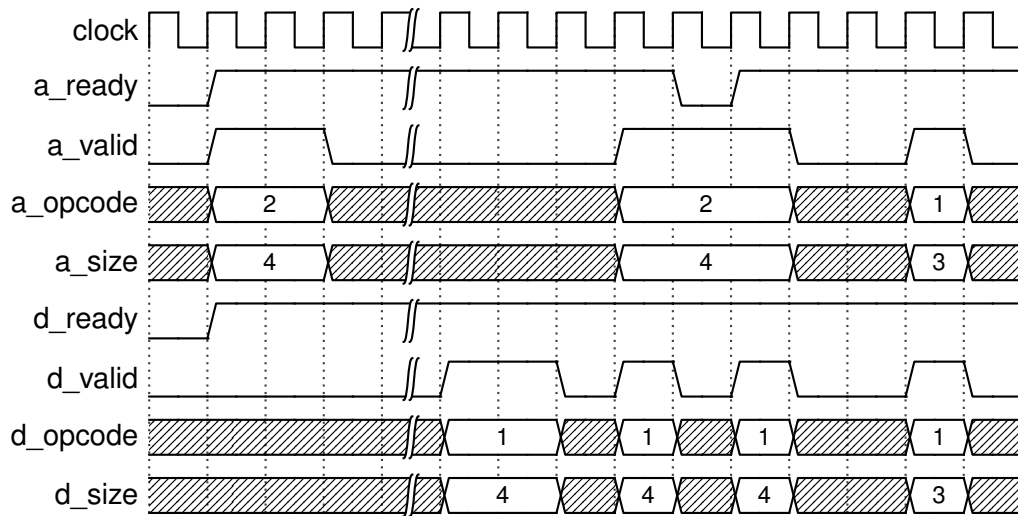 clock
a_ready
a_valid
a_opcode 2 2 1
a_size 4 4 3
d_ready
d_valid
d_opcode 1 1 1 1
d_size 4 4 4 3